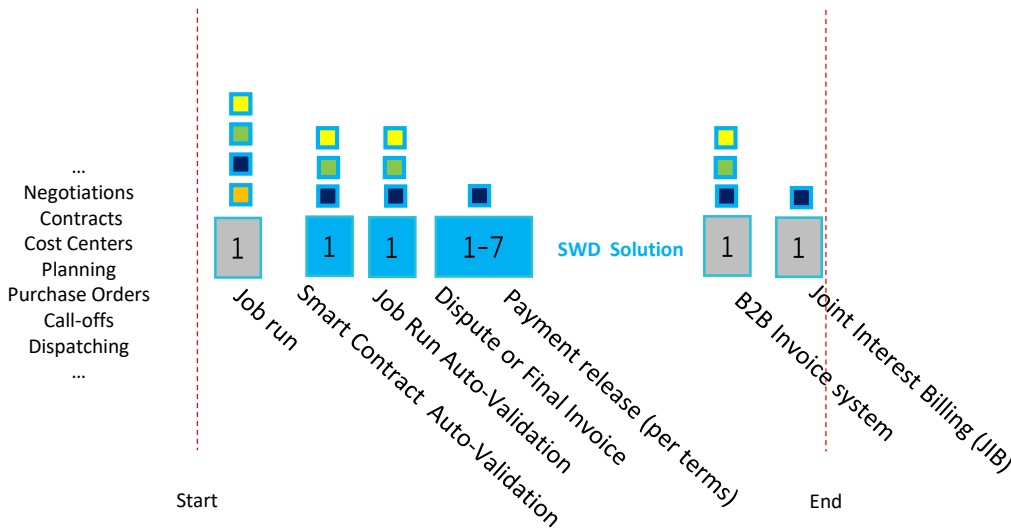 ...
Negotiations
Contracts
Cost Centers
Planning
Purchase Orders
Call-offs
Dispatching
...
1
1
1
1-7
SWD Solution
1
1
Job run
Smart Contract Auto-Validation
Job Run Auto-Validation
Dispute or Final Invoice
Payment release (per terms)
B2B Invoice system
Joint Interest Billing (JIB)
Start
End